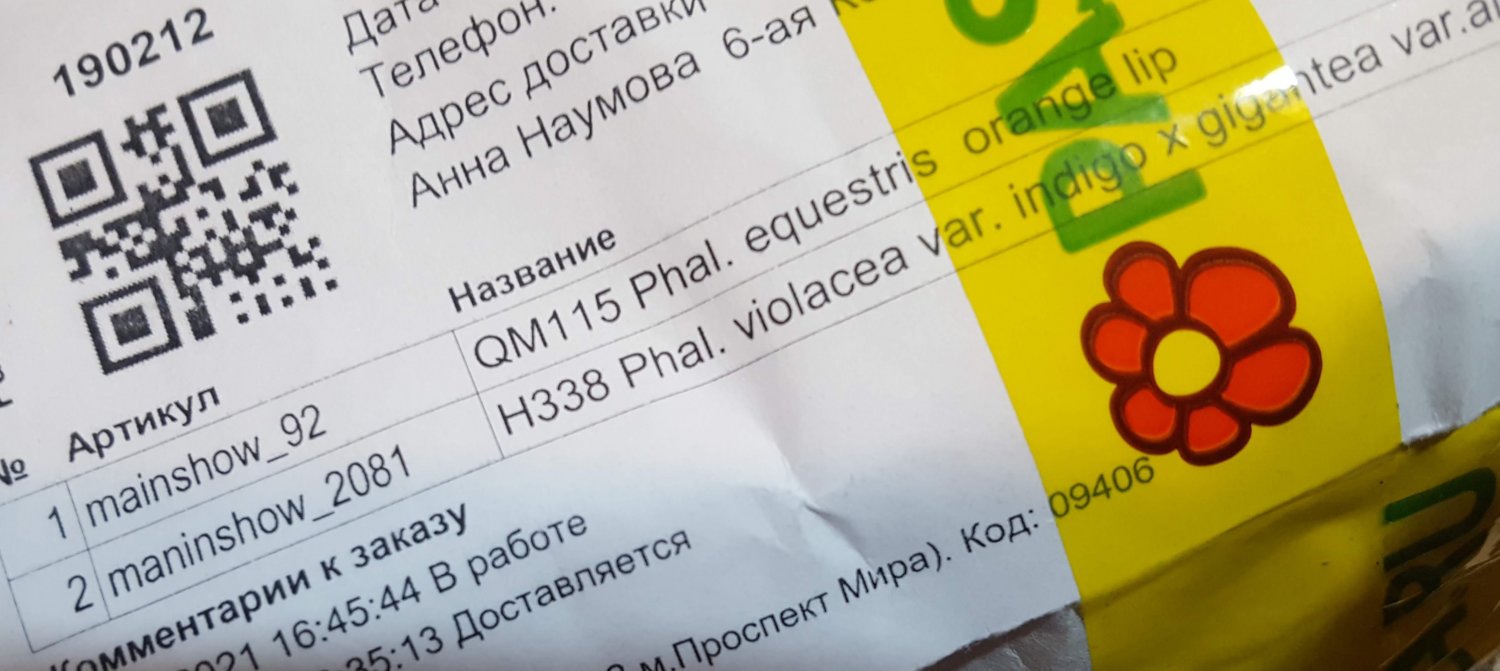 190212
Дата
Телефон:
Адрес доставки
Анна Наумова 6-ая
№ Артикул Название
1 mainshow_92 QM115 Phal. equestris orange lip
2 maninshow_2081 H338 Phal. violacea var. indigo x gigantea var.
Комментарии к заказу
2021 16:45:44 В работе
35:13 Доставляется
м.Проспект Мира). Код: 09406